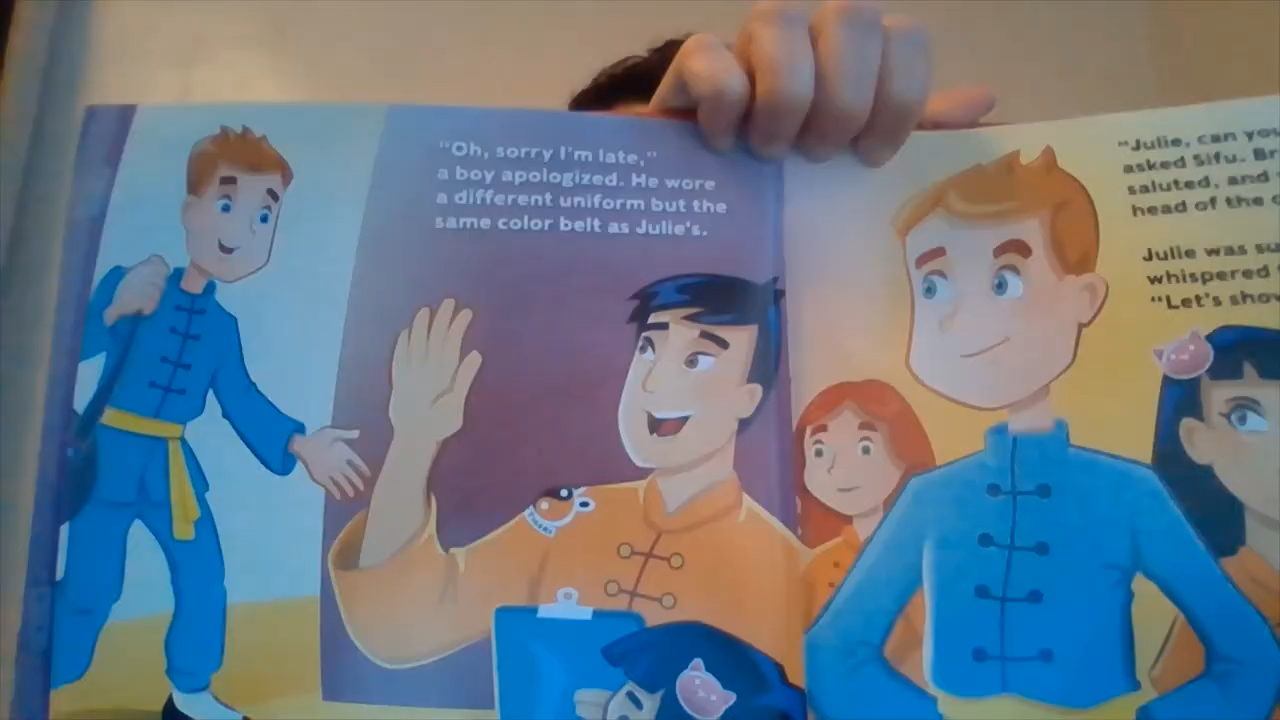 "Oh, sorry I'm late,"
a boy apologized. He wore
a different uniform but the
same color belt as Julie's.
"Julie, can you
asked Sifu.
saluted, and
head of the
Julie was
whispered
"Let's